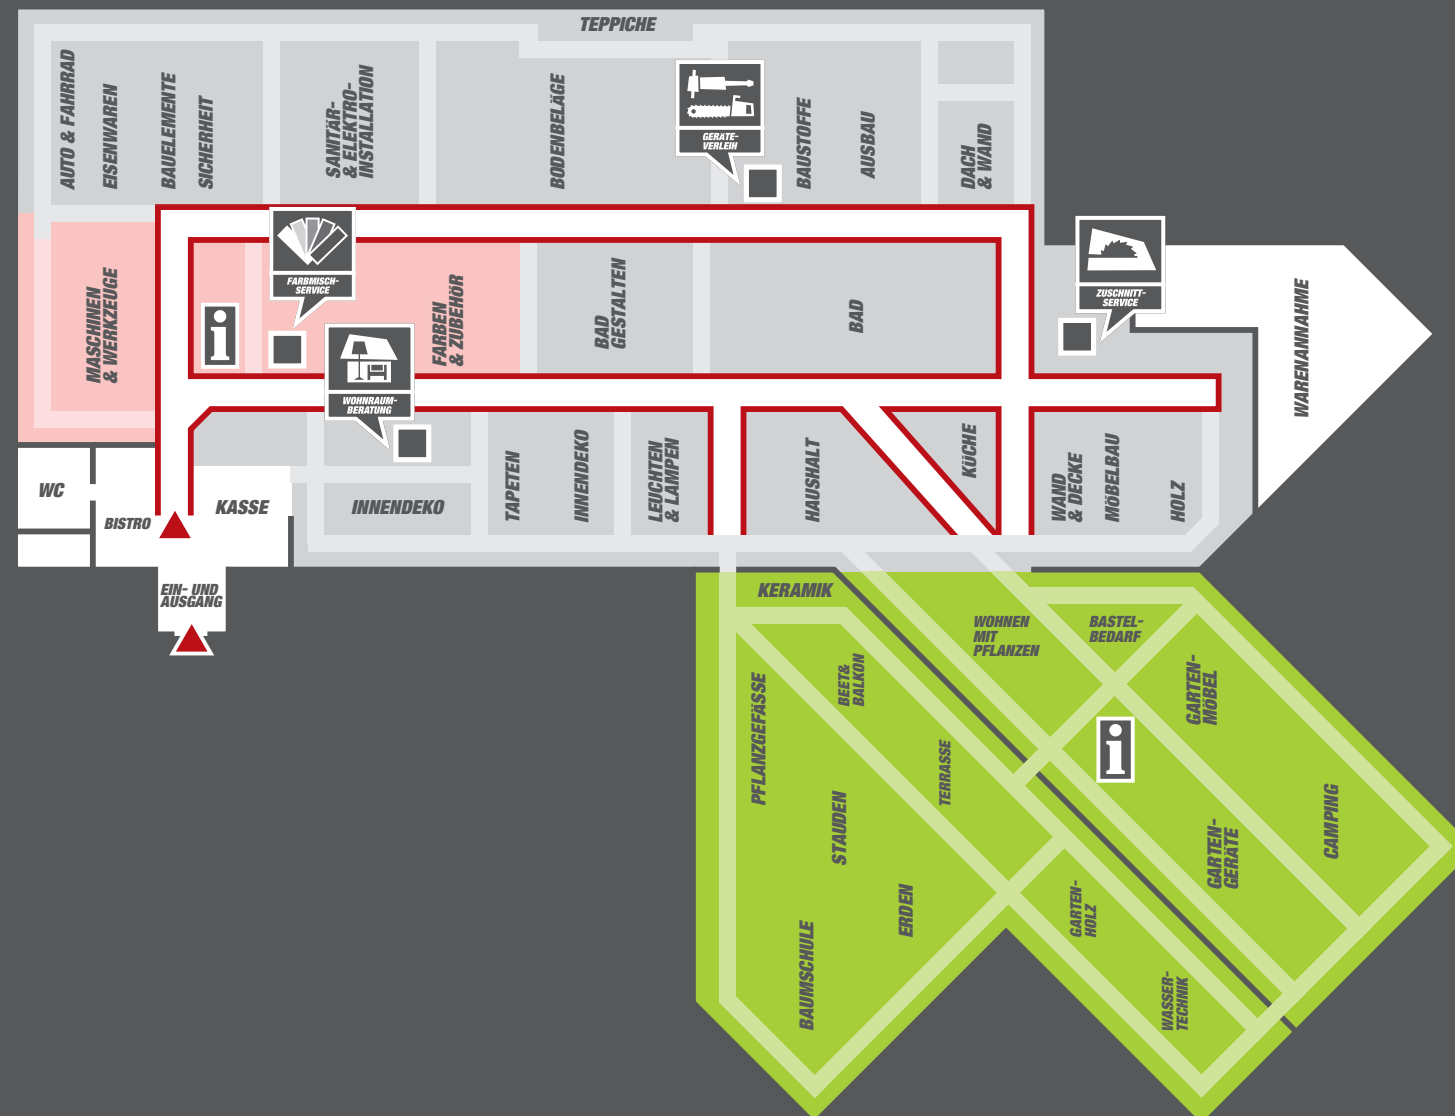 TEPPICHE
AUTO & FAHRRAD
EISENWAREN
BAUELEMENTE
SICHERHEIT
SANITÄR-
& ELEKTRO-
INSTALLATION
BODENBELÄGE
GERÄTE-
VERLEIH
BAUSTOFFE
AUSBAU
DACH
& WAND
MASCHINEN
& WERKZEUGE
i
FARBMISCH-
SERVICE
FARBEN
& ZUBEHÖR
BAD
GESTALTEN
BAD
ZUSCHNITT-
SERVICE
WARENANNAHME
WOHNRAUM-
BERATUNG
WC
BISTRO
KASSE
INNENDEKO
TAPETEN
INNENDEKO
LEUCHTEN
& LAMPEN
HAUSHALT
KÜCHE
WAND
& DECKE
MÖBELBAU
HOLZ
EIN- UND
AUSGANG
KERAMIK
WOHNEN
MIT
PFLANZEN
BASTEL-
BEDARF
PFLANZGEFÄSSE
BEET&
BALKON
GARTEN-
MÖBEL
TERRASSE
i
STAUDEN
ERDEN
BAUMSCHULE
GARTEN-
GERÄTE
CAMPING
GARTEN-
HOLZ
WASSER-
TECHNIK